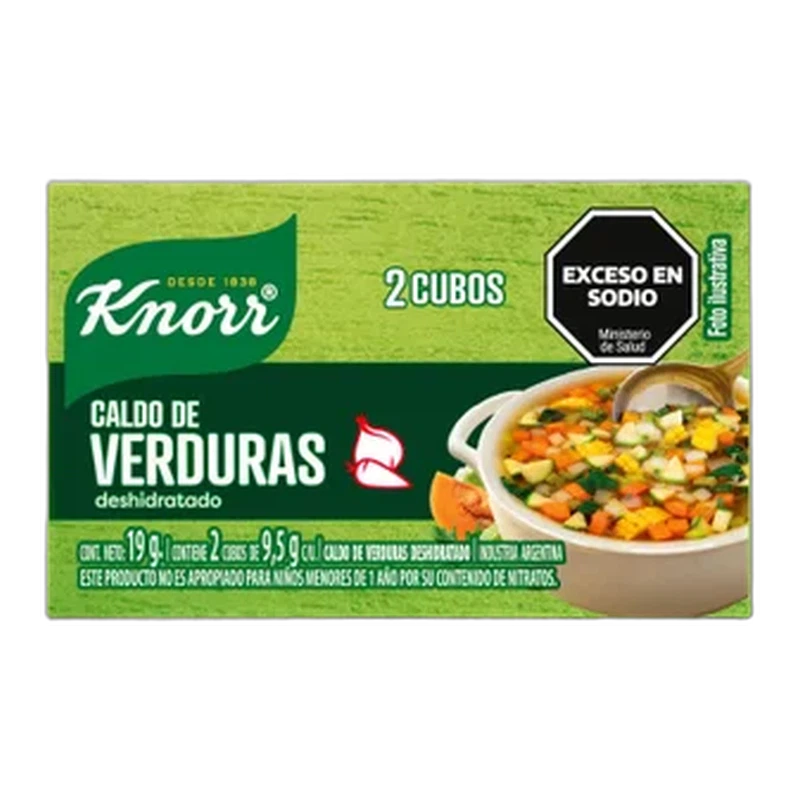 DESDE 1838
Knorr®
2 CUBOS
EXCESO EN
SODIO
Ministerio
de Salud
Foto ilustrativa
CALDO DE
VERDURAS
deshidratado
CONT. NETO: 19 g. | CONTIENE 2 CUBOS DE 9,5 g C/U. | CALDO DE VERDURAS DESHIDRATADO | INDUSTRIA ARGENTINA
ESTE PRODUCTO NO ES APROPIADO PARA NIÑOS MENORES DE 1 AÑO POR SU CONTENIDO DE NITRATOS.